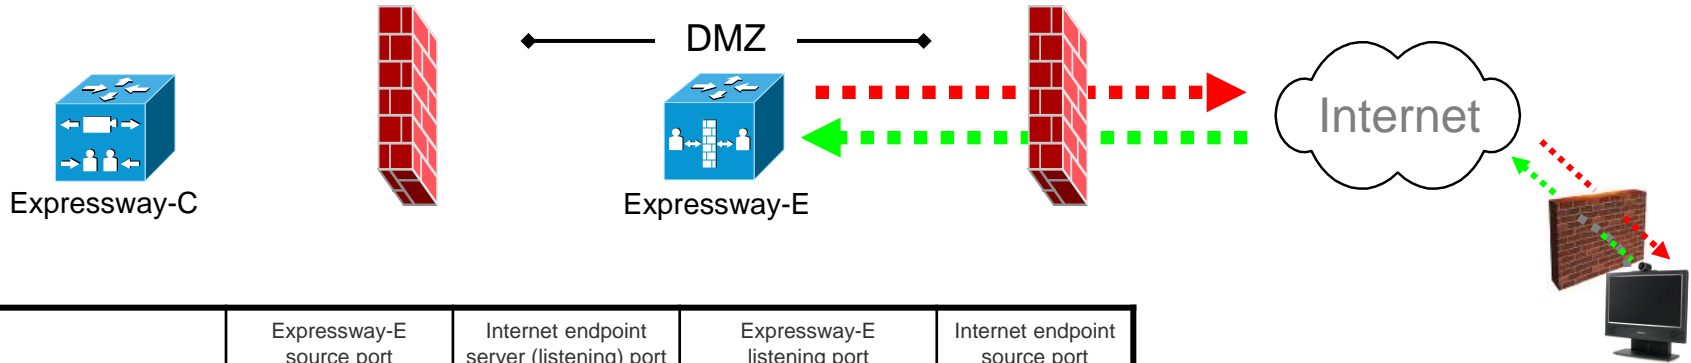 DMZ
Internet
Expressway-C
Expressway-E
Expressway-E source port
Internet endpoint server (listening) port
Expressway-E listening port
Internet endpoint source port